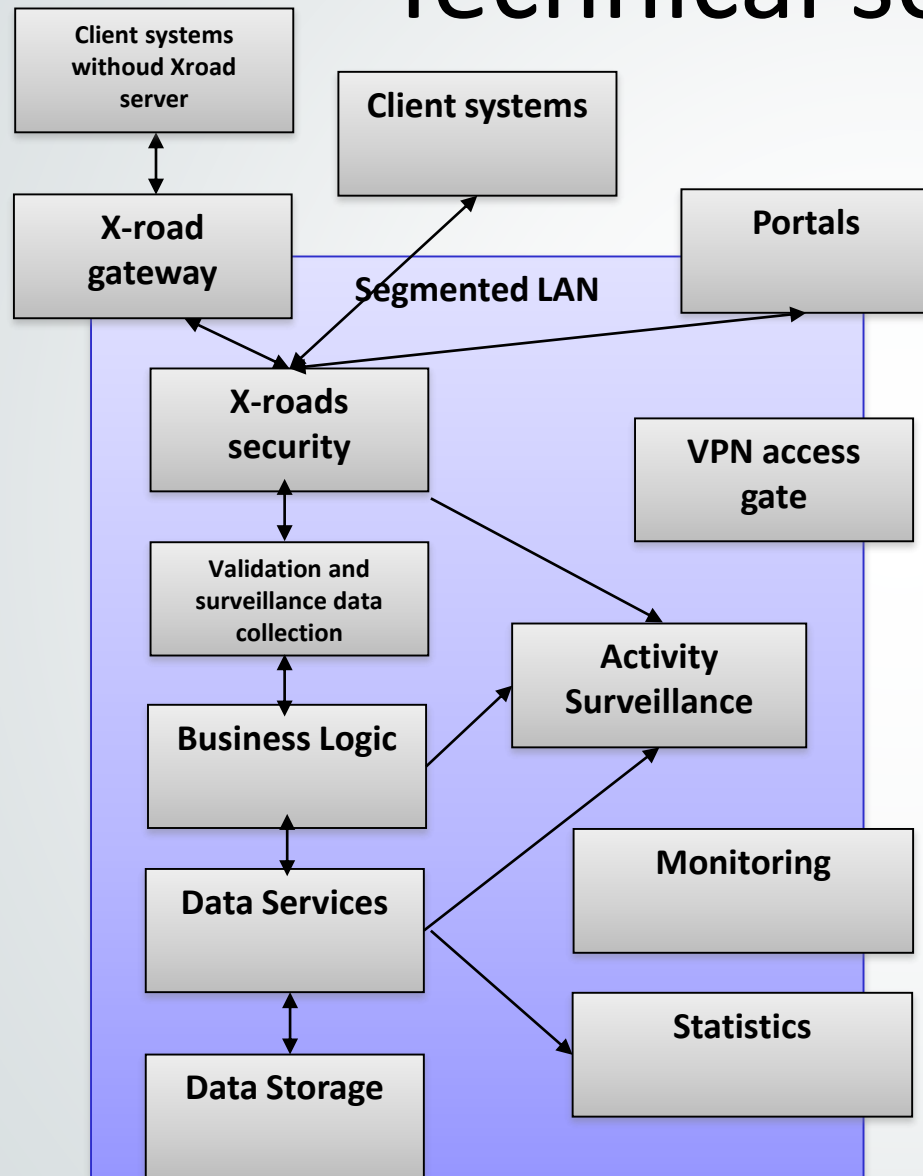 Technical
Client systems
withoud Xroad
server
Client systems
X-road
gateway
Portals
Segmented LAN
X-roads
security
VPN access
gate
Validation and
surveillance data
collection
Activity
Surveillance
Business Logic
Monitoring
Data Services
Statistics
Data Storage